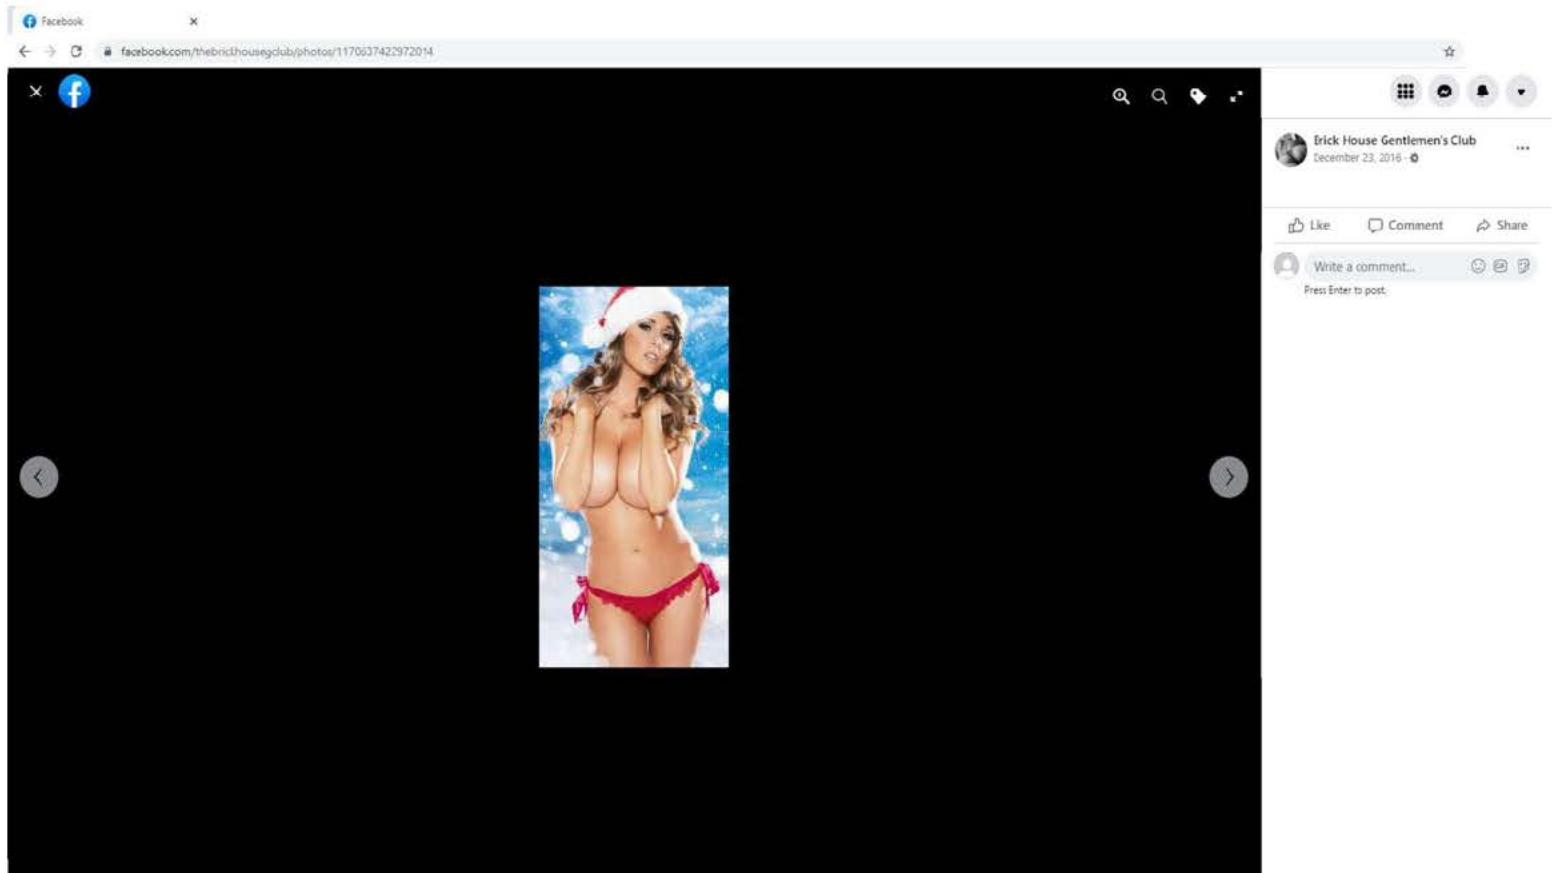 Facebook
facebook.com/thebrickhousegclub/photos/1170637422972014
Brick House Gentlemen's Club
December 23, 2016
Like
Comment
Share
Write a comment...
Press Enter to post.